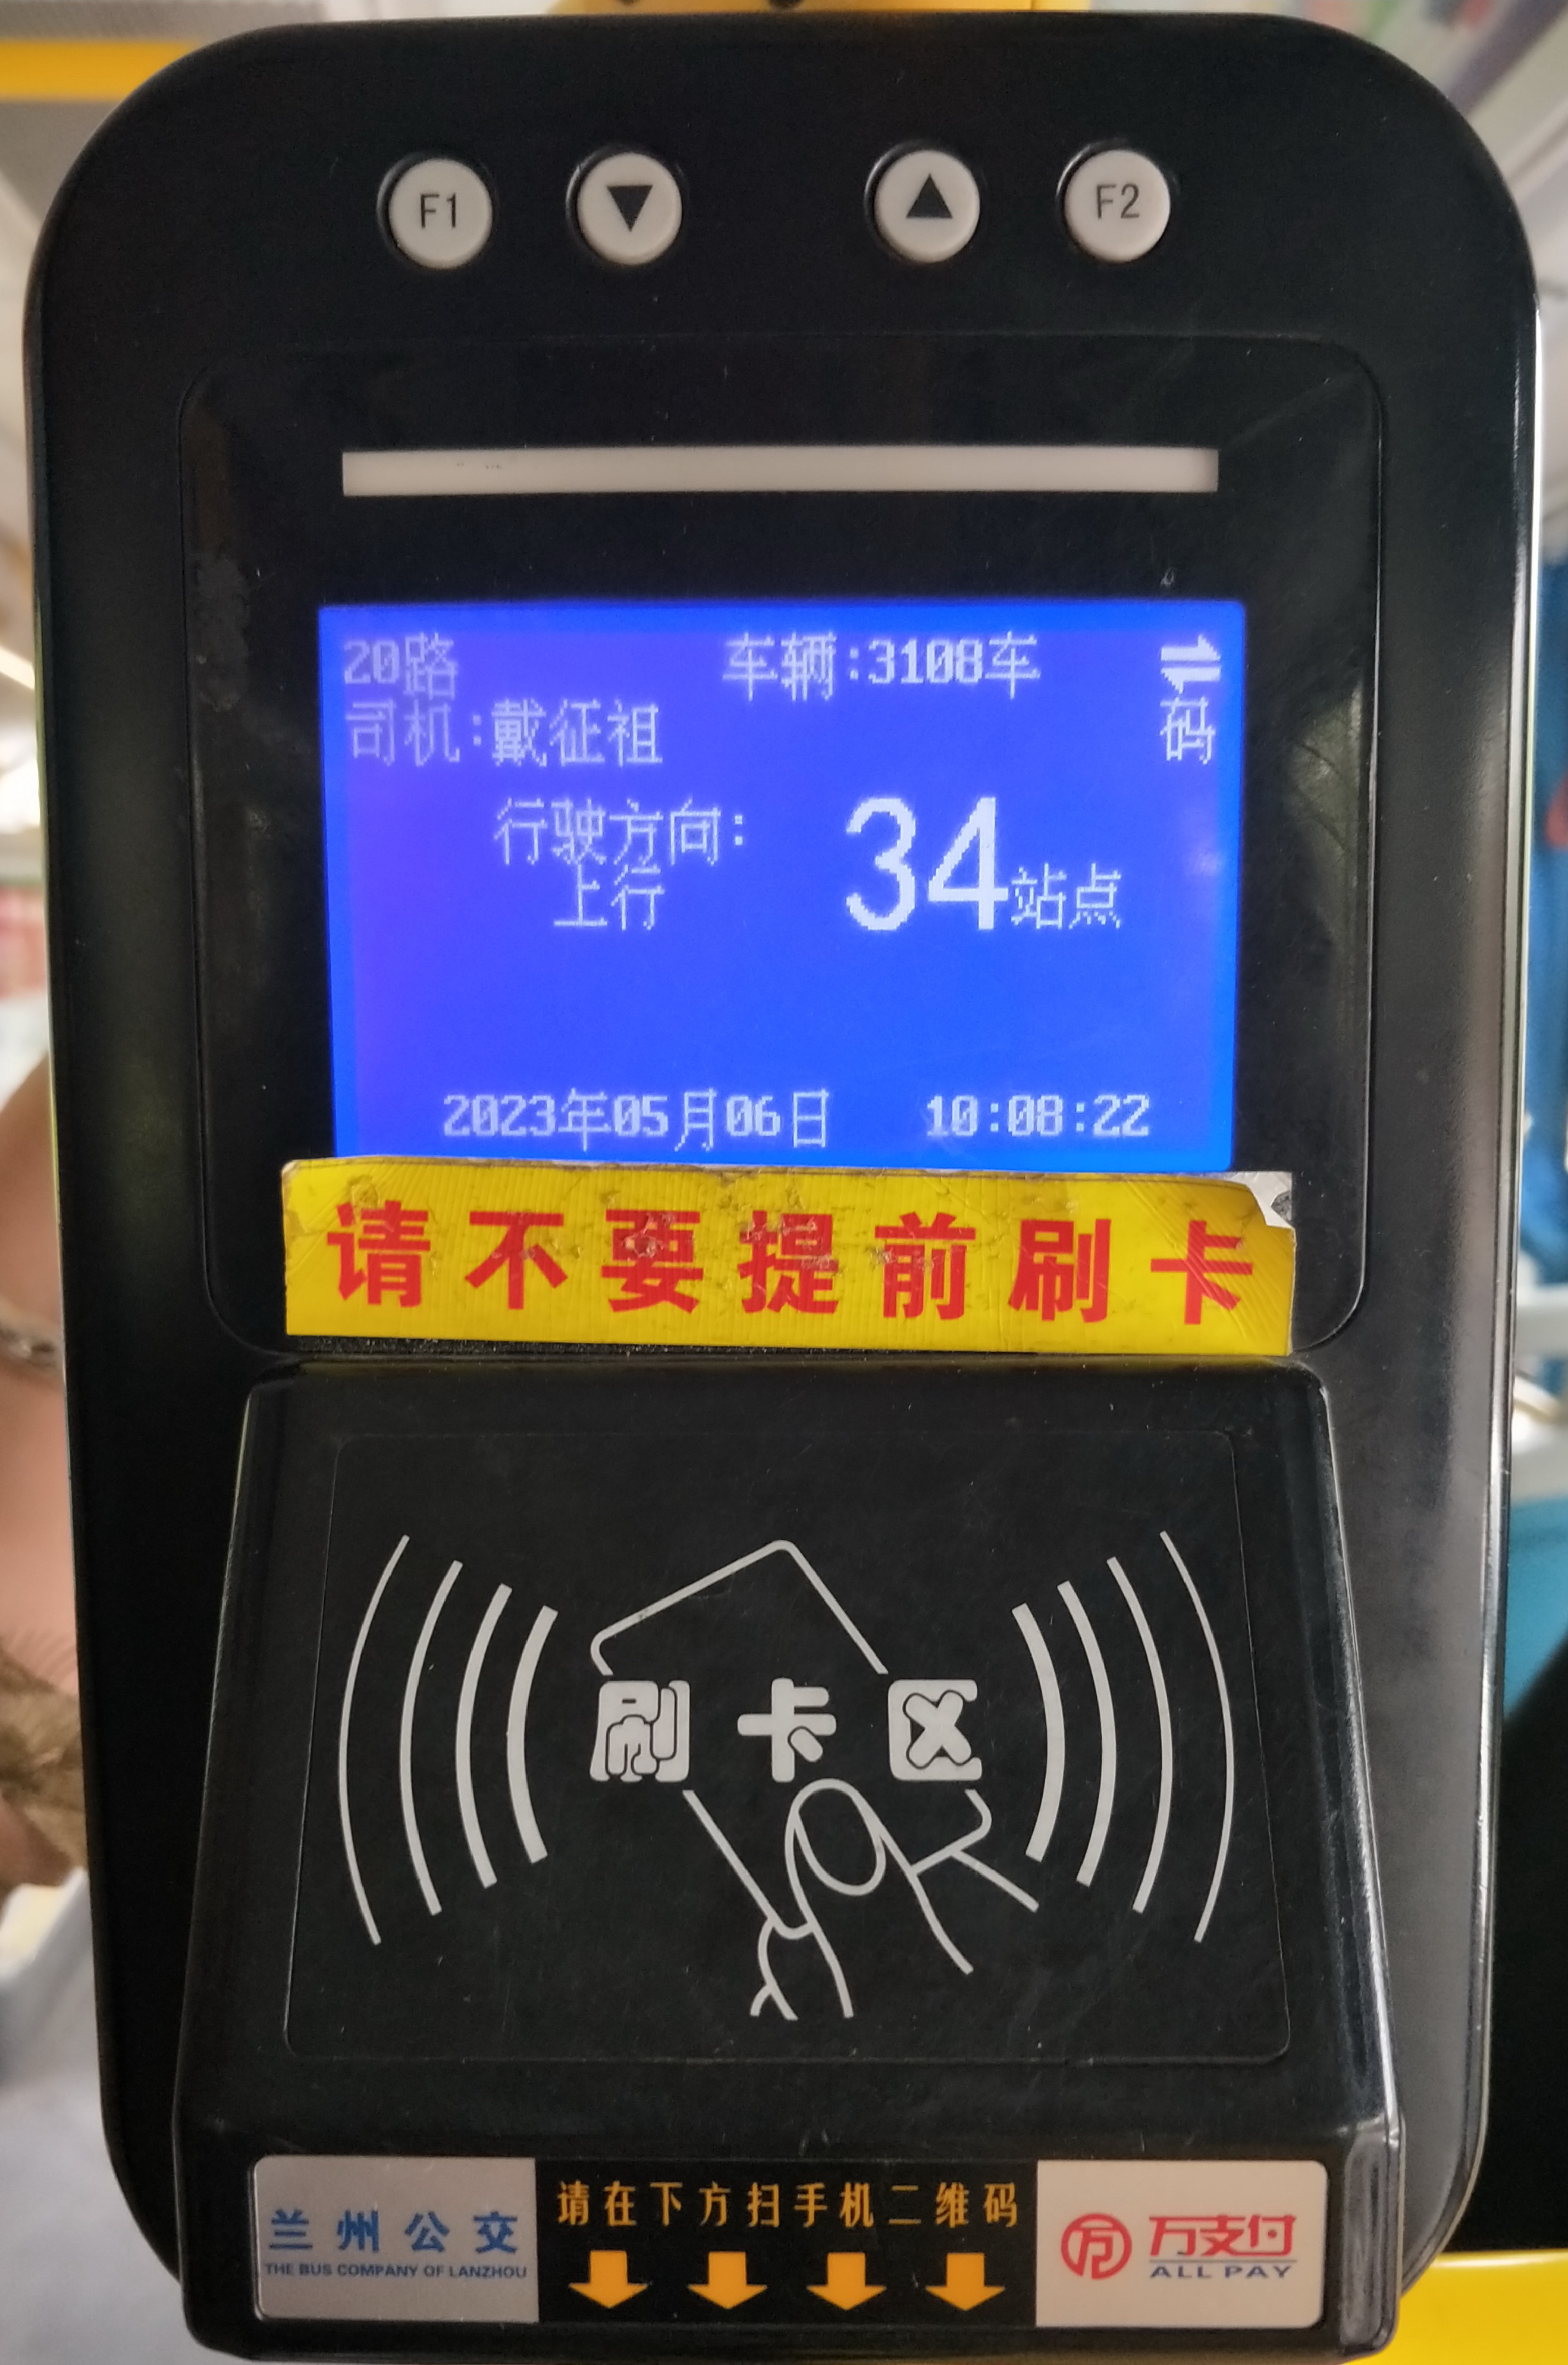 F1 ▼ ▲ F2
20路 车辆:3108车 ⇌
司机:戴征祖 码
行驶方向: 34站点
上行
2023年05月06日 10:08:22
请不要提前刷卡
刷卡区
兰州公交
THE BUS COMPANY OF LANZHOU
请在下方扫手机二维码
万支付
ALL PAY